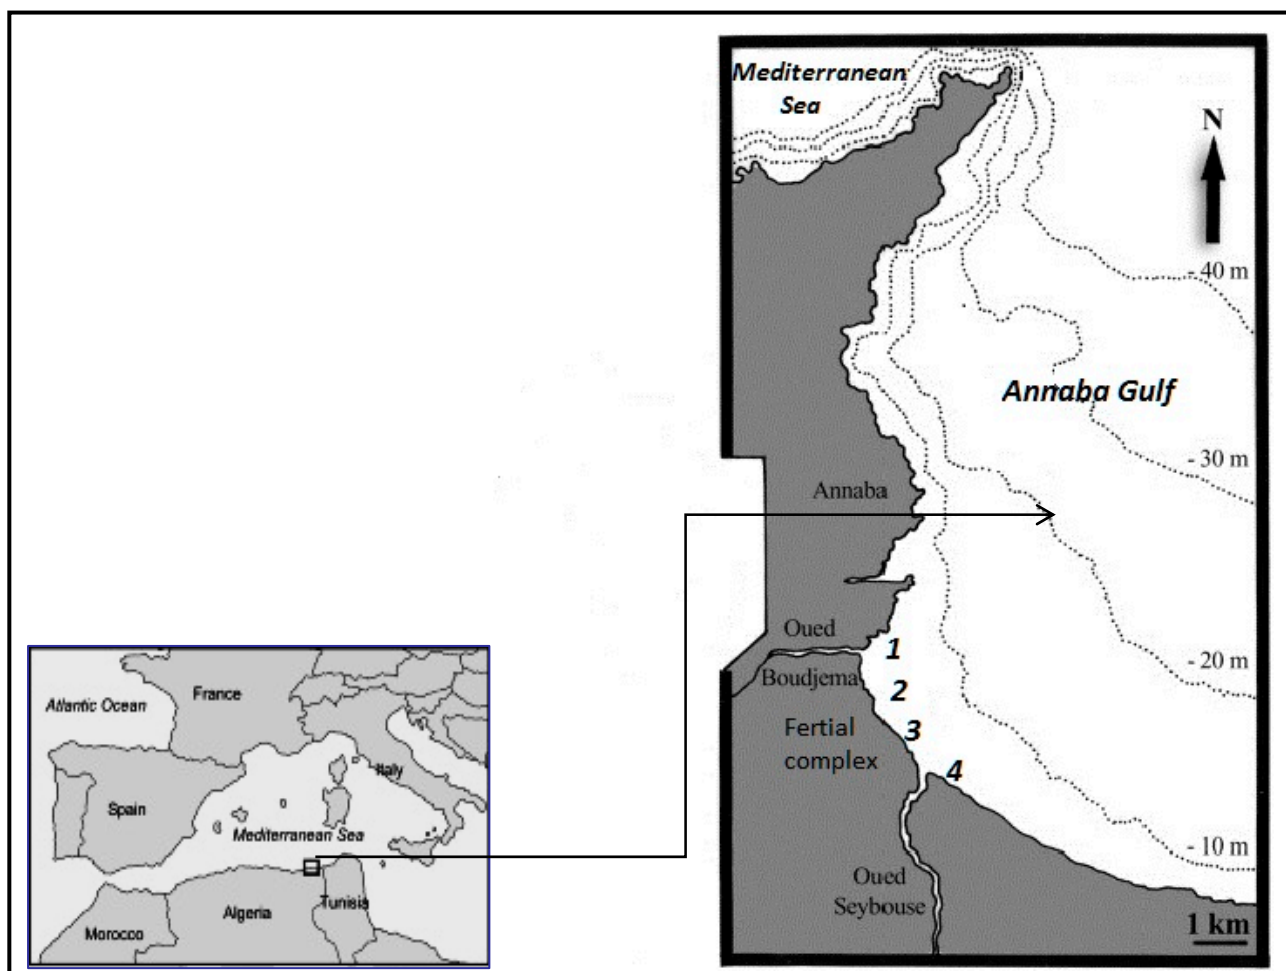 Mediterranean
Sea
N
- 40 m
Annaba Gulf
- 30 m
Annaba
Oued
Boudjema
1
2
3
4
- 20 m
Fertial
complex
- 10 m
Oued
Seybouse
1 km
France
Atlantic Ocean
Italy
Spain
Mediterranean Sea
Algeria
Tunisia
Morocco